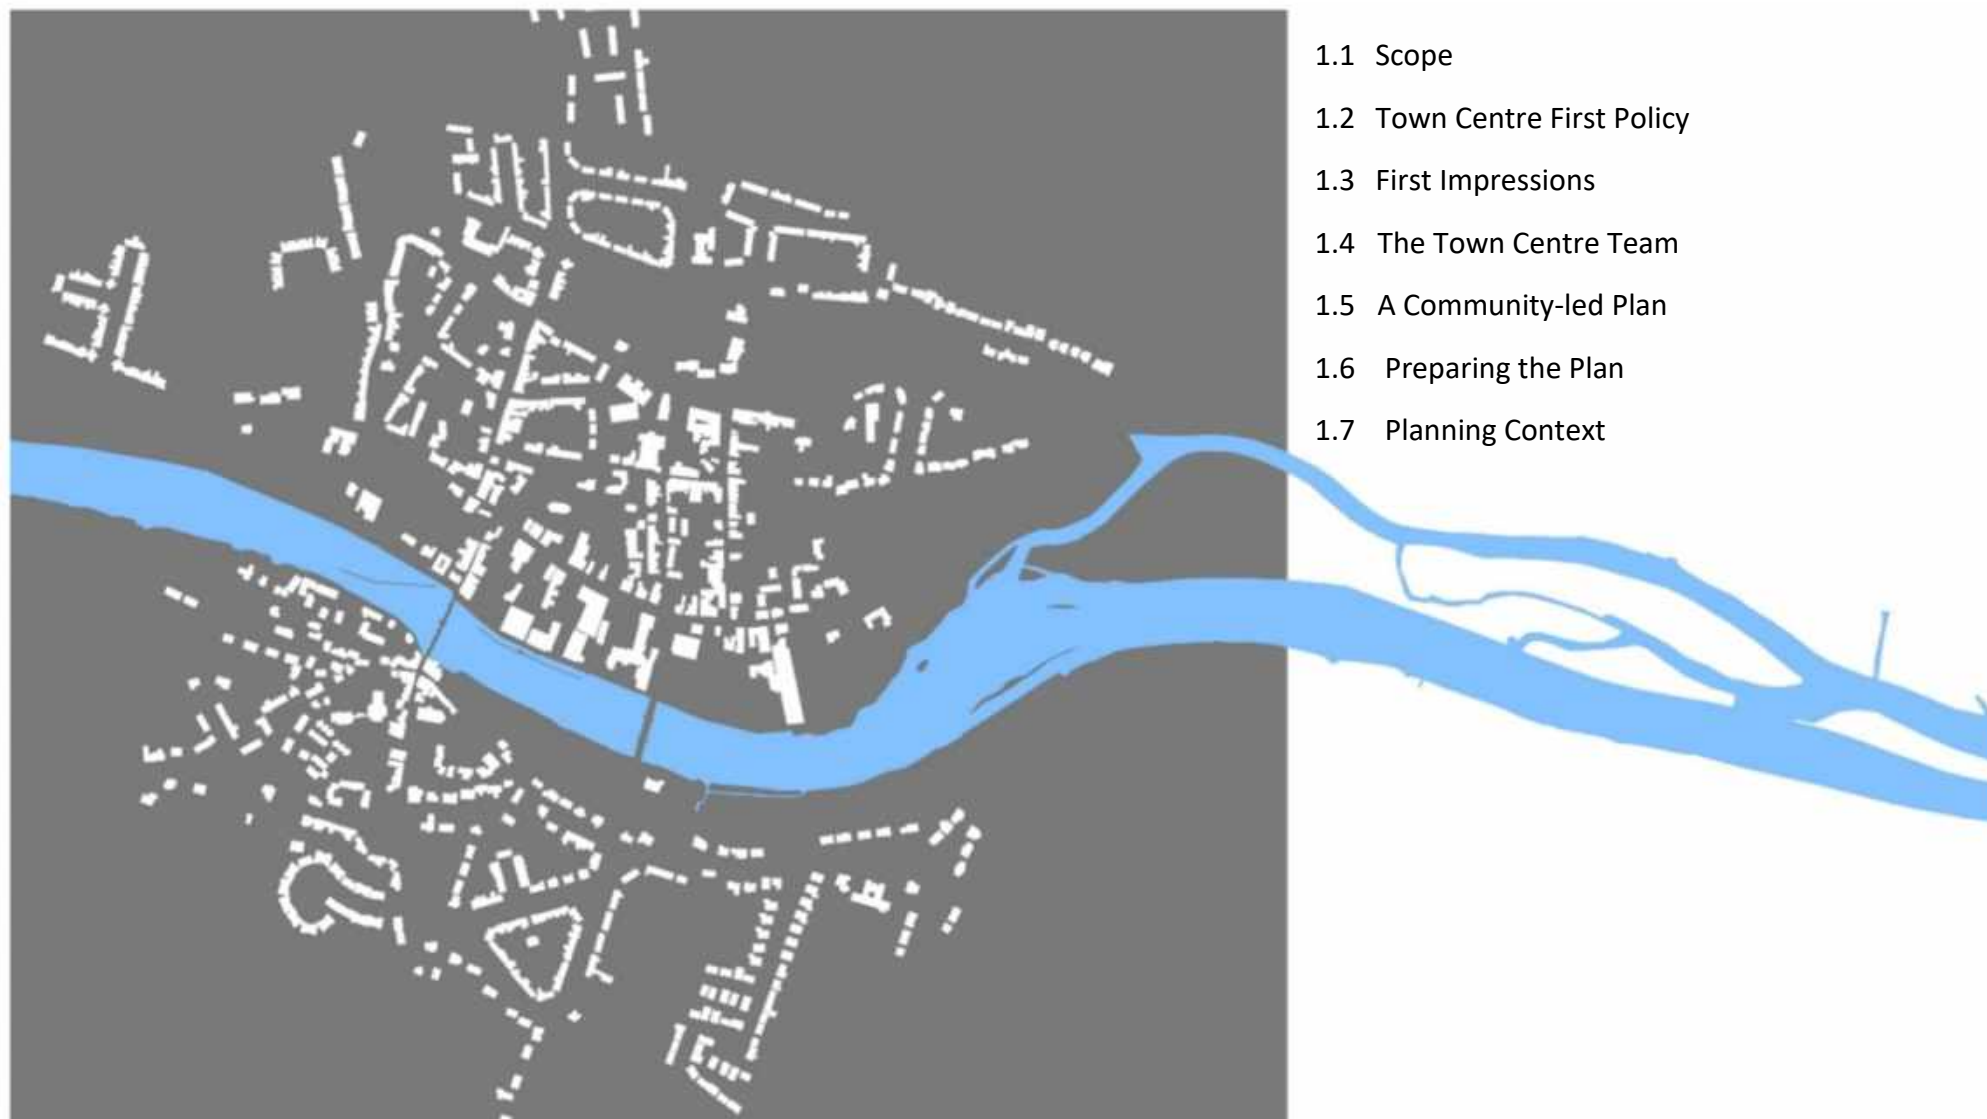 1.1 Scope
1.2 Town Centre First Policy
1.3 First Impressions
1.4 The Town Centre Team
1.5 A Community-led Plan
1.6 Preparing the Plan
1.7 Planning Context